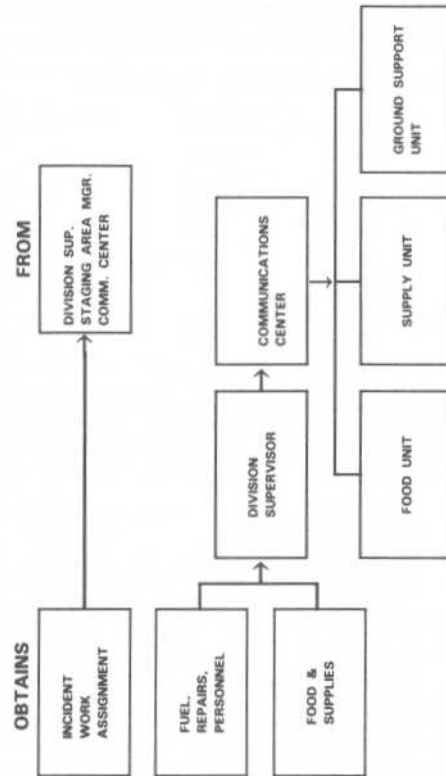 OBTAINS
FROM
INCIDENT
WORK
ASSIGNMENT
DIVISION SUP.
STAGING AREA MGR.
COMM. CENTER
FUEL.
REPAIRS.
PERSONNEL
FOOD &
SUPPLIES
DIVISION
SUPERVISOR
COMMUNICATIONS
CENTER
FOOD UNIT
SUPPLY UNIT
GROUND SUPPORT
UNIT